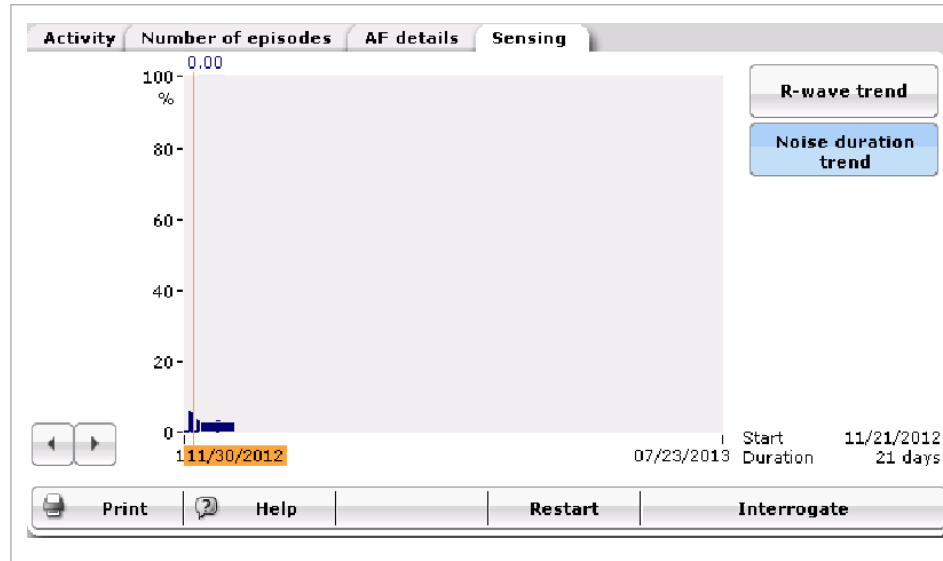 Activity Number of episodes AF details Sensing
0.00
100
%
80
60
40
20
0
R-wave trend
Noise duration
trend
1 11/30/2012 07/23/2013
Start 11/21/2012
Duration 21 days
Print Help Restart Interrogate